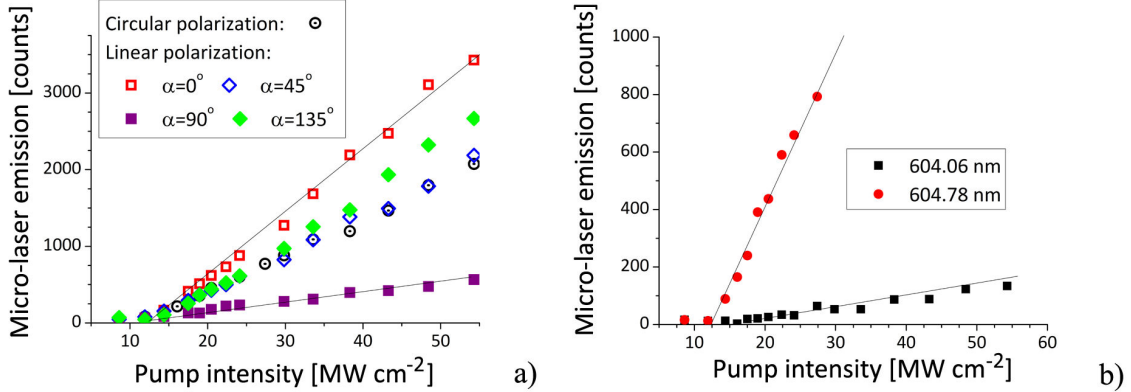 Micro-laser emission [counts]
3000
2000
1000
0
Circular polarization:
Linear polarization:
α=0°
α=45°
α=90°
α=135°
10
20
30
40
50
Pump intensity [MW cm-2]
a)
Micro-laser emission [counts]
1000
800
600
400
200
0
604.06 nm
604.78 nm
10
20
30
40
50
60
Pump intensity [MW cm-2]
b)